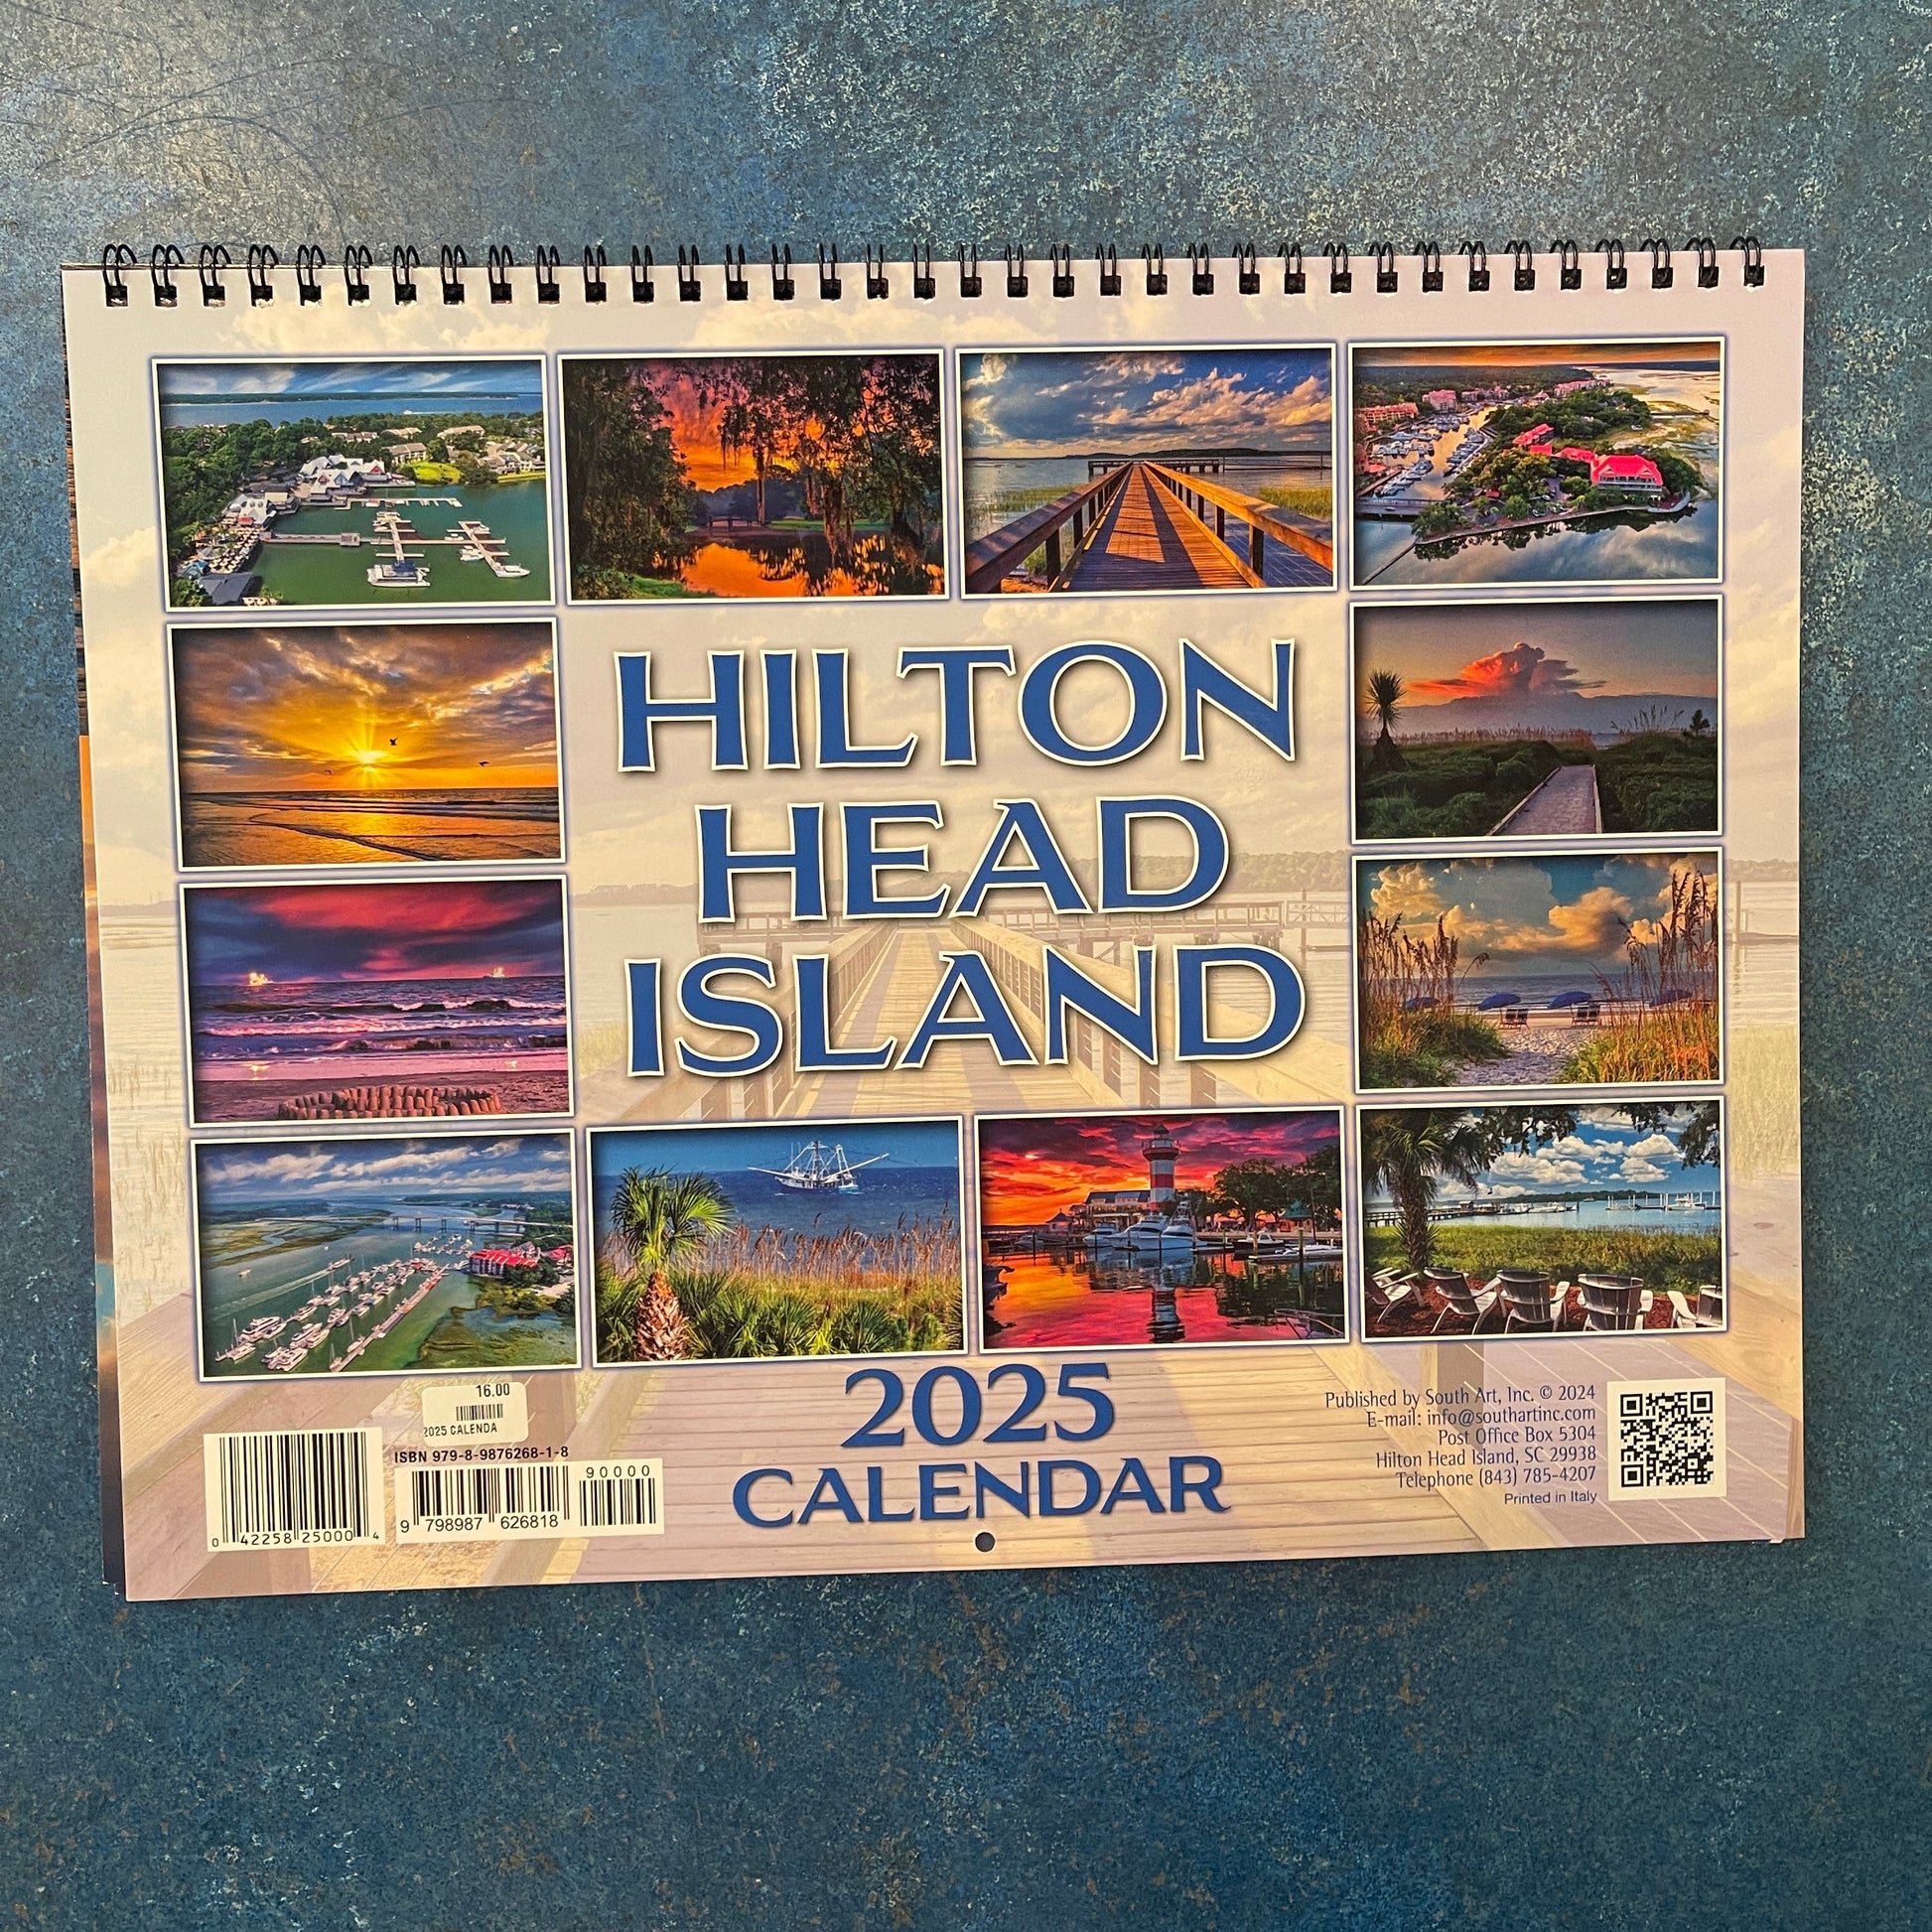 HILTON
HEAD
ISLAND
2025
CALENDAR
16.00
2025 CALENDA
ISBN 979-8-9876268-1-8
90000
9 798987 626818
0 42258 25000 4
Published by South Art, Inc. © 2024
E-mail: info@southartinc.com
Post Office Box 5304
Hilton Head Island, SC 29938
Telephone (843) 785-4207
Printed in Italy